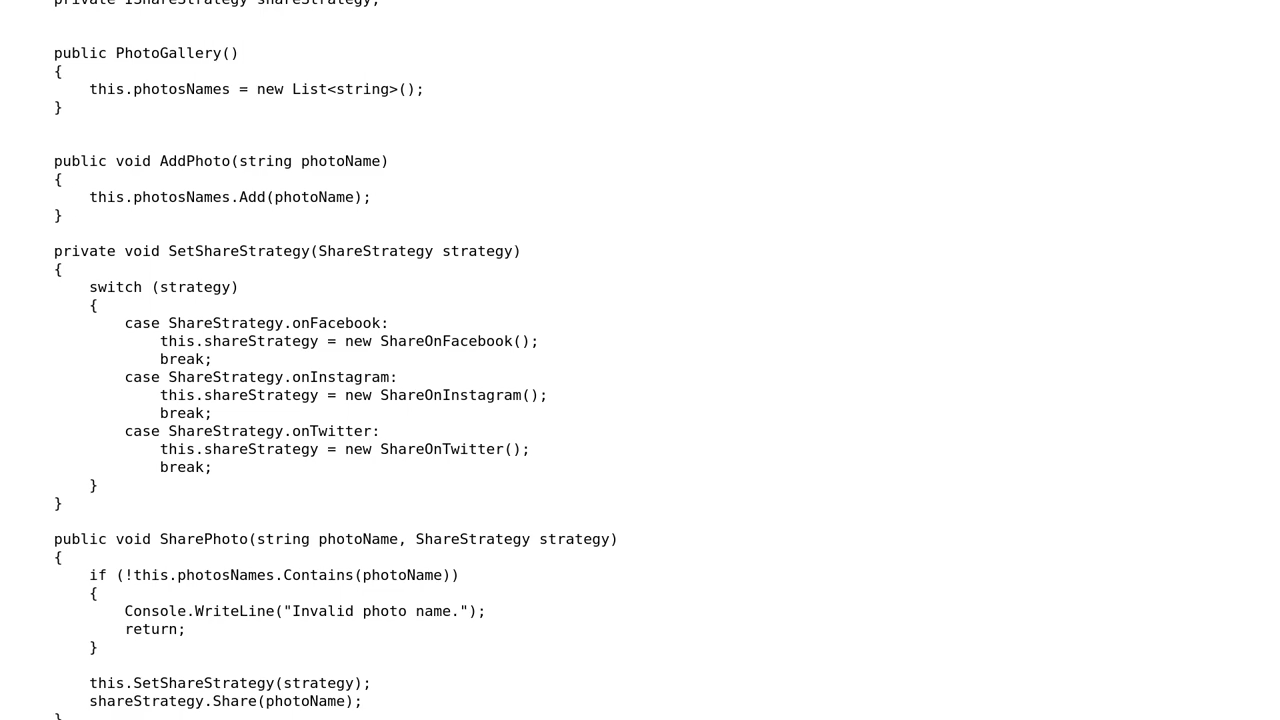 private IShareStrategy shareStrategy;
public PhotoGallery()
{
this.photosNames = new List<string>();
}
public void AddPhoto(string photoName)
{
this.photosNames.Add(photoName);
}
private void SetShareStrategy(ShareStrategy strategy)
{
switch (strategy)
{
case ShareStrategy.onFacebook:
this.shareStrategy = new ShareOnFacebook();
break;
case ShareStrategy.onInstagram:
this.shareStrategy = new ShareOnInstagram();
break;
case ShareStrategy.onTwitter:
this.shareStrategy = new ShareOnTwitter();
break;
}
}
public void SharePhoto(string photoName, ShareStrategy strategy)
{
if (!this.photosNames.Contains(photoName))
{
Console.WriteLine("Invalid photo name.");
return;
}
this.SetShareStrategy(strategy);
shareStrategy.Share(photoName);
}